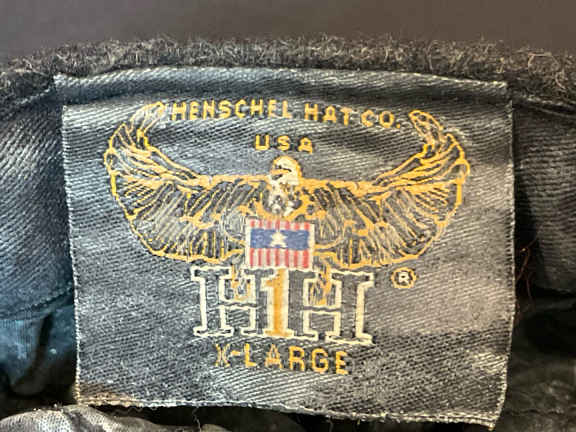 HENSCHEL HAT CO.
USA
H1H ®
X-LARGE